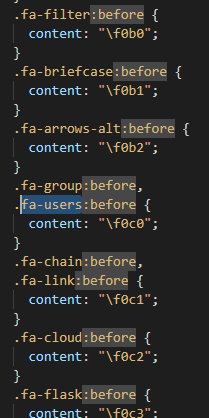 .fa-filter:before {
content: "\f0b0";
}
.fa-briefcase:before {
content: "\f0b1";
}
.fa-arrows-alt:before {
content: "\f0b2";
}
.fa-group:before,
.fa-users:before {
content: "\f0c0";
}
.fa-chain:before,
.fa-link:before {
content: "\f0c1";
}
.fa-cloud:before {
content: "\f0c2";
}
.fa-flask:before {
content: "\f0c3";